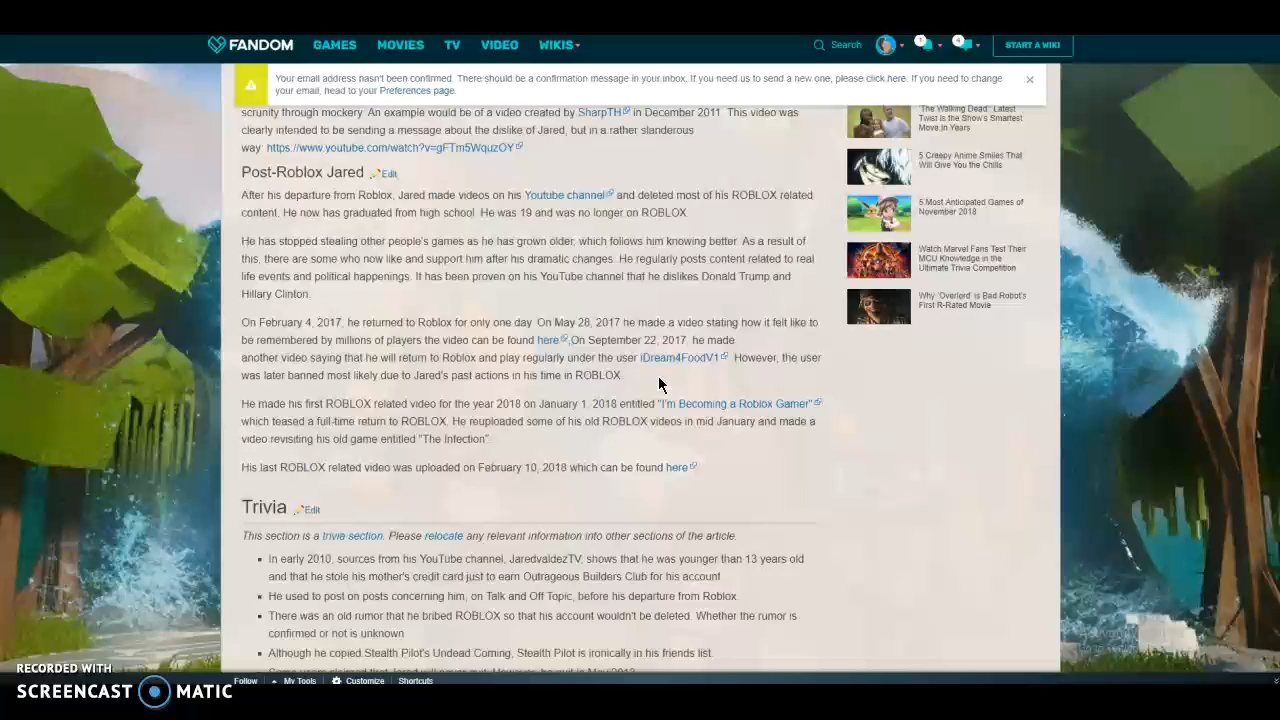 FANDOM GAMES MOVIES TV VIDEO WIKIS Search 1 4 START A WIKI
Your email address hasn't been confirmed. There should be a confirmation message in your inbox. If you need us to send a new one, please click here. If you need to change
your email, head to your Preferences page.
scrunity through mockery. An example would be of a video created by SharpTH in December 2011. This video was
clearly intended to be sending a message about the dislike of Jared, but in a rather slanderous
way. https://www.youtube.com/watch?v=gFTm5WquzOY
Post-Roblox Jared Edit
After his departure from Roblox, Jared made videos on his Youtube channel and deleted most of his ROBLOX related
content. He now has graduated from high school. He was 19 and was no longer on ROBLOX.
He has stopped stealing other people's games as he has grown older, which follows him knowing better. As a result of
this, there are some who now like and support him after his dramatic changes. He regularly posts content related to real
life events and political happenings. It has been proven on his YouTube channel that he dislikes Donald Trump and
Hillary Clinton.
On February 4, 2017, he returned to Roblox for only one day. On May 28, 2017 he made a video stating how it felt like to
be remembered by millions of players the video can be found here.On September 22, 2017, he made
another video saying that he will return to Roblox and play regularly under the user iDream4FoodV1. However, the user
was later banned most likely due to Jared's past actions in his time in ROBLOX.
He made his first ROBLOX related video for the year 2018 on January 1, 2018 entitled "I'm Becoming a Roblox Gamer"
which teased a full-time return to ROBLOX. He reuploaded some of his old ROBLOX videos in mid January and made a
video revisiting his old game entitled "The Infection".
His last ROBLOX related video was uploaded on February 10, 2018 which can be found here
Trivia Edit
This section is a trivia section. Please relocate any relevant information into other sections of the article.
In early 2010, sources from his YouTube channel, JaredvaldezTV, shows that he was younger than 13 years old
and that he stole his mother's credit card just to earn Outrageous Builders Club for his account
He used to post on posts concerning him, on Talk and Off Topic, before his departure from Roblox.
There was an old rumor that he bribed ROBLOX so that his account wouldn't be deleted. Whether the rumor is
confirmed or not is unknown
Although he copied Stealth Pilot's Undead Coming, Stealth Pilot is ironically in his friends list.
'The Walking Dead' Latest
Twist Is the Show's Smartest
Move in Years
5 Creepy Anime Smiles That
Will Give You the Chills
5 Most Anticipated Games of
November 2018
Watch Marvel Fans Test Their
MCU Knowledge in the
Ultimate Trivia Competition
Why 'Overlord' is Bad Robot's
First R-Rated Movie
Follow My Tools Customize Shortcuts
RECORDED WITH
SCREENCAST MATIC